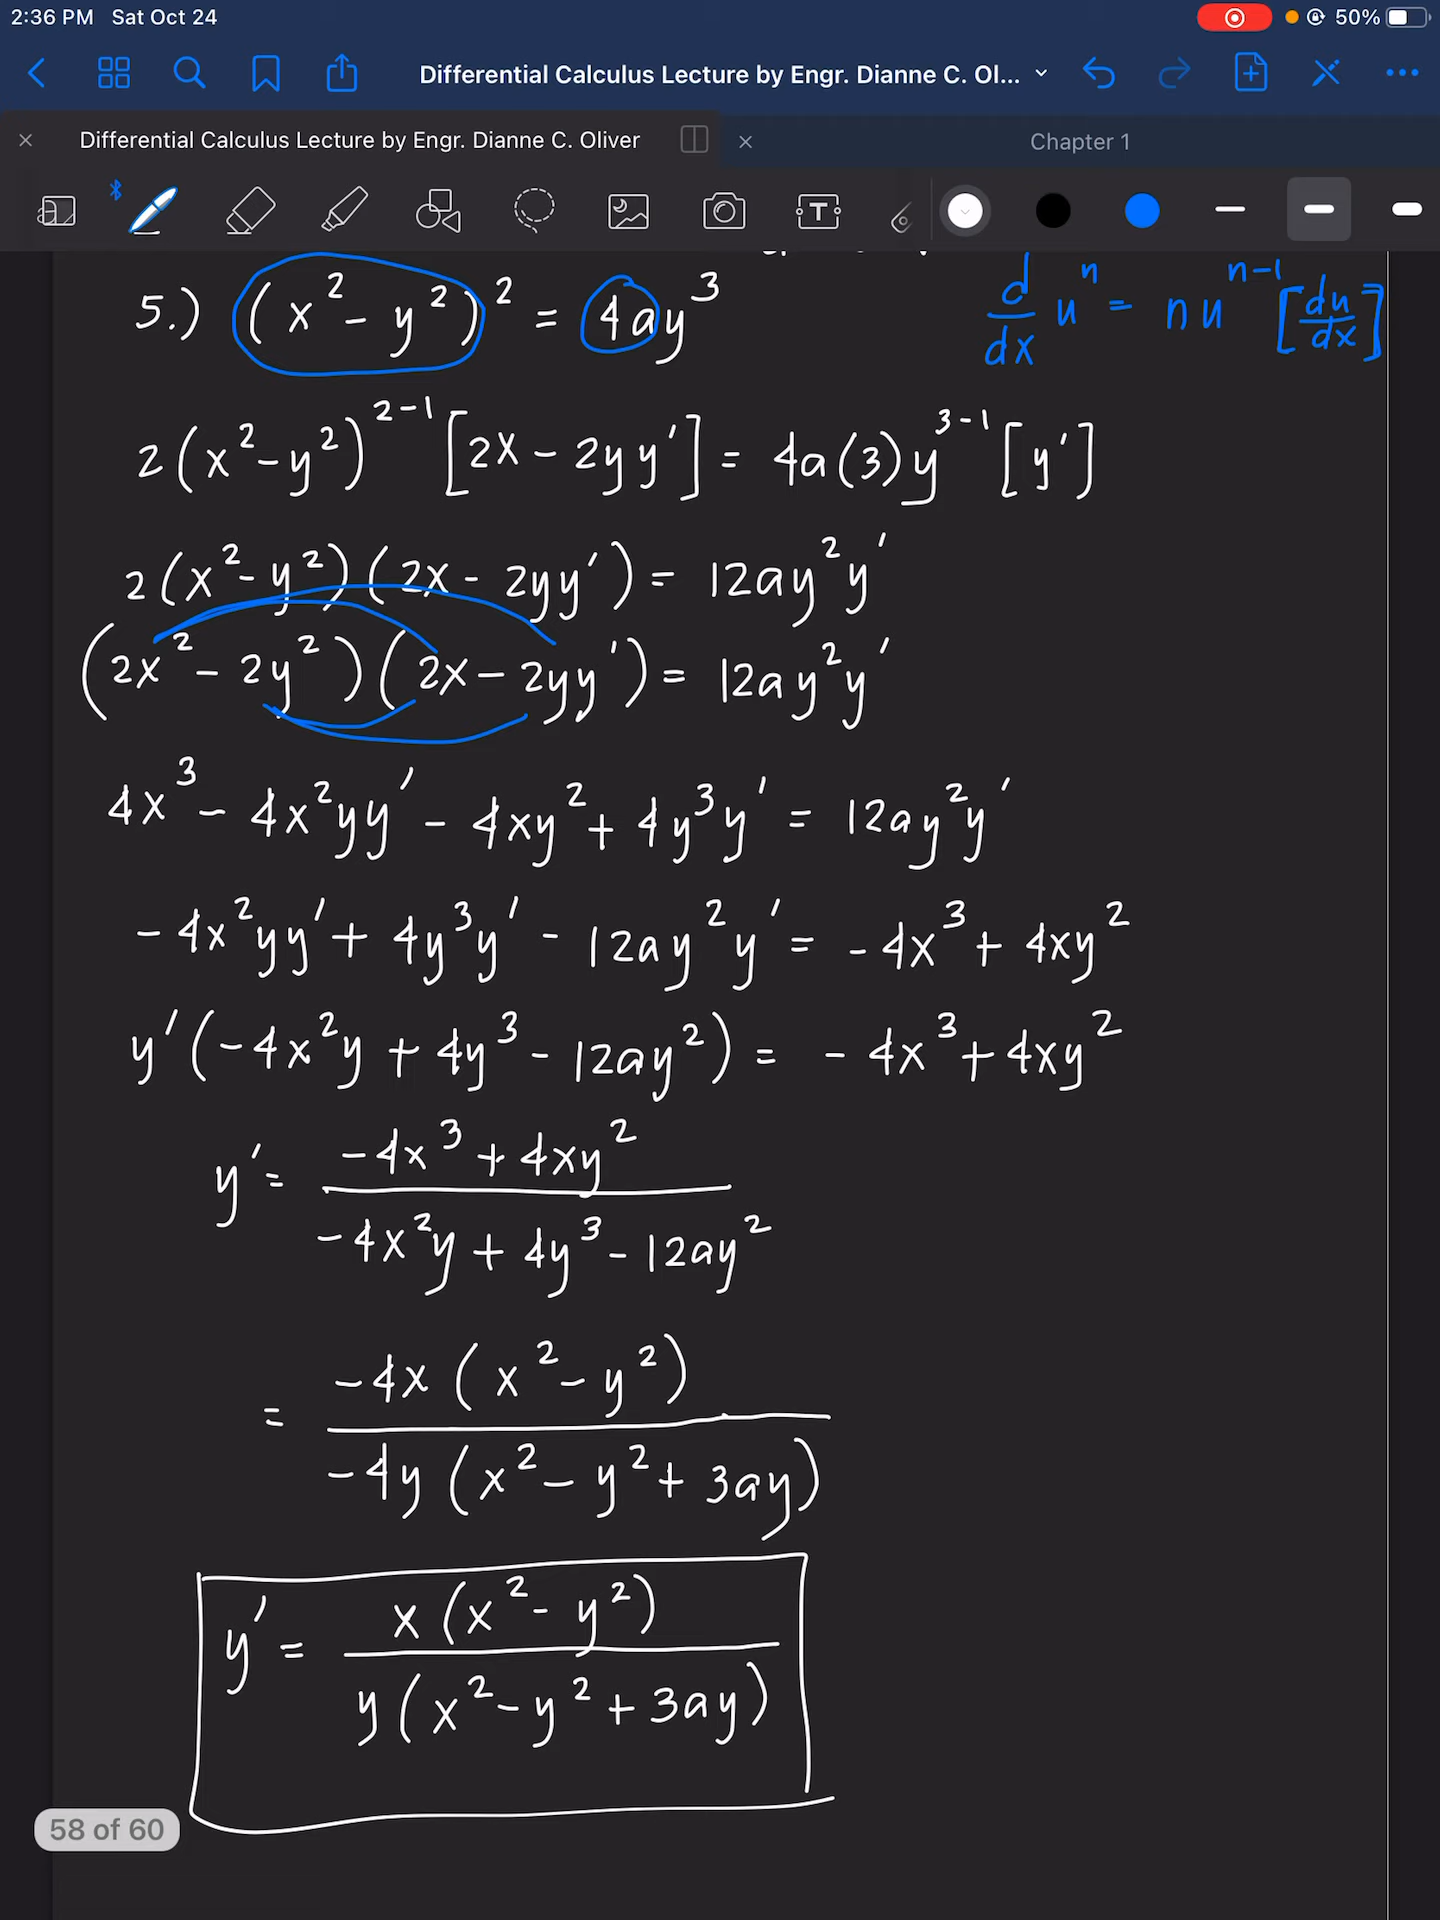 2:36 PM Sat Oct 24 50%
Differential Calculus Lecture by Engr. Dianne C. Ol...
Differential Calculus Lecture by Engr. Dianne C. Oliver
Chapter 1
T
5.) (x² - y²)² = 4ay³
d/dx uⁿ = nuⁿ⁻¹ [du/dx]
2(x² - y²)²⁻¹ [2x - 2yy'] = 4a(3)y³⁻¹ [y']
2(x² - y²)(2x - 2yy') = 12ay²y'
(2x² - 2y²)(2x - 2yy') = 12ay²y'
4x³ - 4x²yy' - 4xy² + 4y³y' = 12ay²y'
-4x²yy' + 4y³y' - 12ay²y' = -4x³ + 4xy²
y'(-4x²y + 4y³ - 12ay²) = -4x³ + 4xy²
y' = (-4x³ + 4xy²)/(-4x²y + 4y³ - 12ay²)
= -4x(x² - y²)/-4y(x² - y² + 3ay)
y' = x(x² - y²)/y(x² - y² + 3ay)
58 of 60